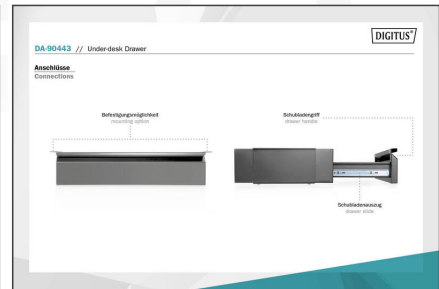 DIGITUS®
DA-90443 // Under-desk Drawer
Anschlüsse
Connections
Befestigungsmöglichkeit
mounting option
Schubladengriff
drawer handle
Schubladenauszug
drawer slide